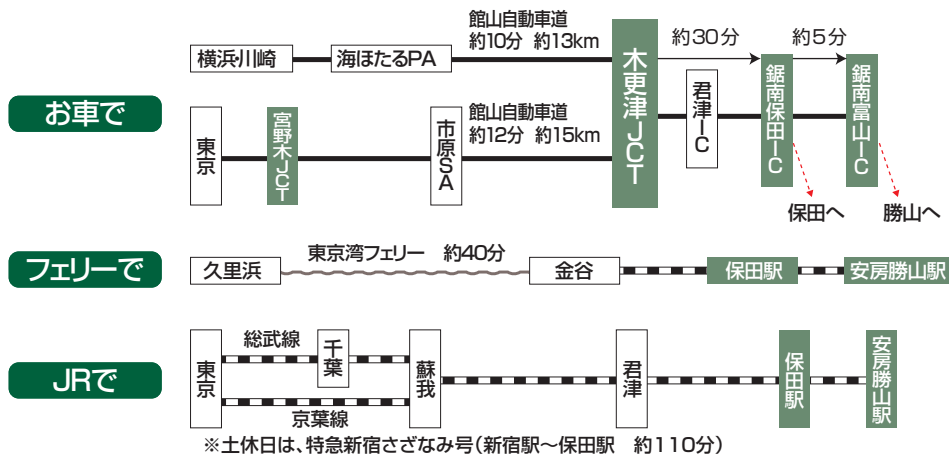 お車で
館山自動車道
約10分 約13km
横浜・川崎
海ほたるPA
木更津JCT
約30分
約5分
君津IC
鋸南保田IC
鋸南富山IC
東京
宮野木JCT
市原SA
館山自動車道
約12分 約15km
保田へ
勝山へ
フェリーで
久里浜
東京湾フェリー 約40分
金谷
保田駅
安房勝山駅
JRで
東京
総武線
千葉
京葉線
蘇我
君津
保田駅
安房勝山駅
※土休日は、特急新宿さざなみ号(新宿駅〜保田駅 約110分)